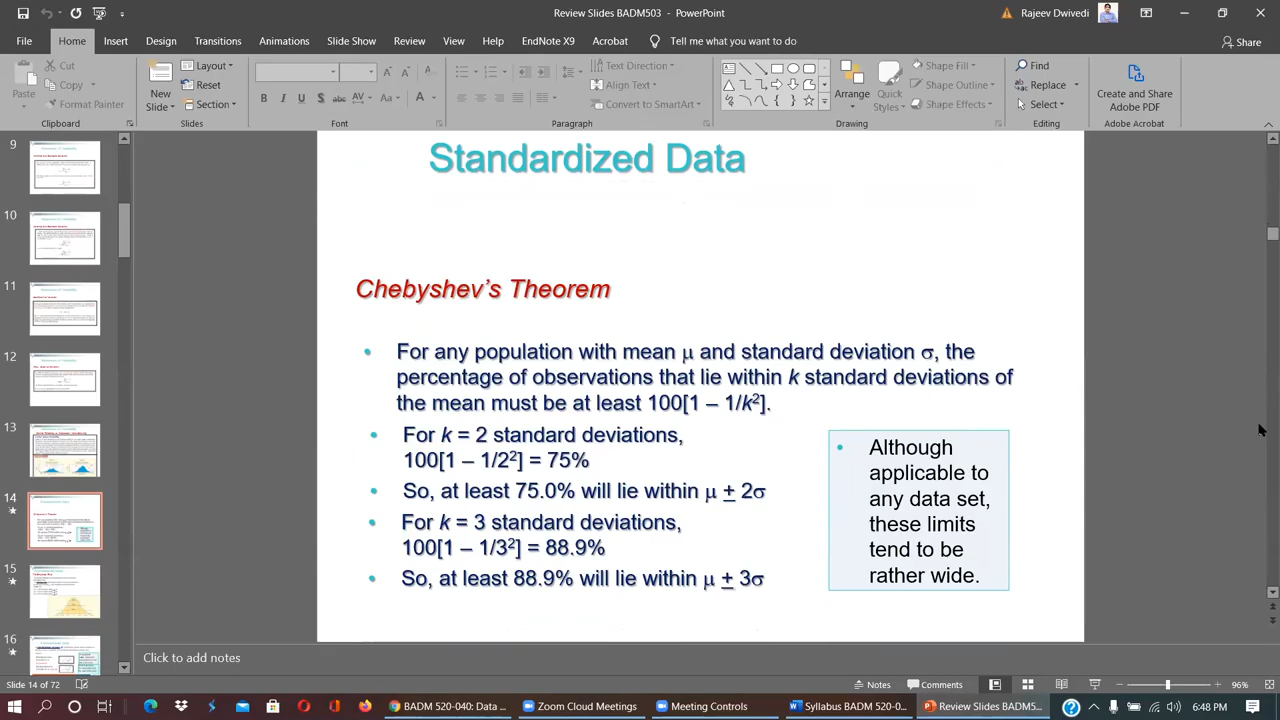 Review Slides BADM503 - PowerPoint
Rajeev Dwivedi
File Home Insert Design Transitions Animations Slide Show Review View Help EndNote X9 Acrobat Tell me what you want to do Share
Paste
Cut
Copy
Format Painter
Clipboard
New Slide
Layout
Reset
Section
Slides
Font
Text Direction
Align Text
Convert to SmartArt
Paragraph
Arrange
Quick Styles
Shape Fill
Shape Outline
Shape Effects
Drawing
Find
Replace
Select
Editing
Create and Share Adobe PDF
Adobe Acrobat
9
10
11
12
13
14
15
16
Standardized Data
Chebyshev's Theorem
• For any population with mean μ and standard deviation σ, the
percentage of observations that lie within k standard deviations of
the mean must be at least 100[1 – 1/k²].
• For k = 2 standard deviations,
100[1 – 1/2²] = 75%
• So, at least 75.0% will lie within μ ± 2σ
• For k = 3 standard deviations,
100[1 – 1/3²] = 88.9%
• So, at least 88.9% will lie within μ ± 3σ
• Although
applicable to
any data set,
these limits
tend to be
rather wide.
Slide 14 of 72
Notes
Comments
96%
BADM 520-040: Data ...
Zoom Cloud Meetings
Meeting Controls
Syllabus BADM 520-...
Review Slides BADM5...
6:48 PM